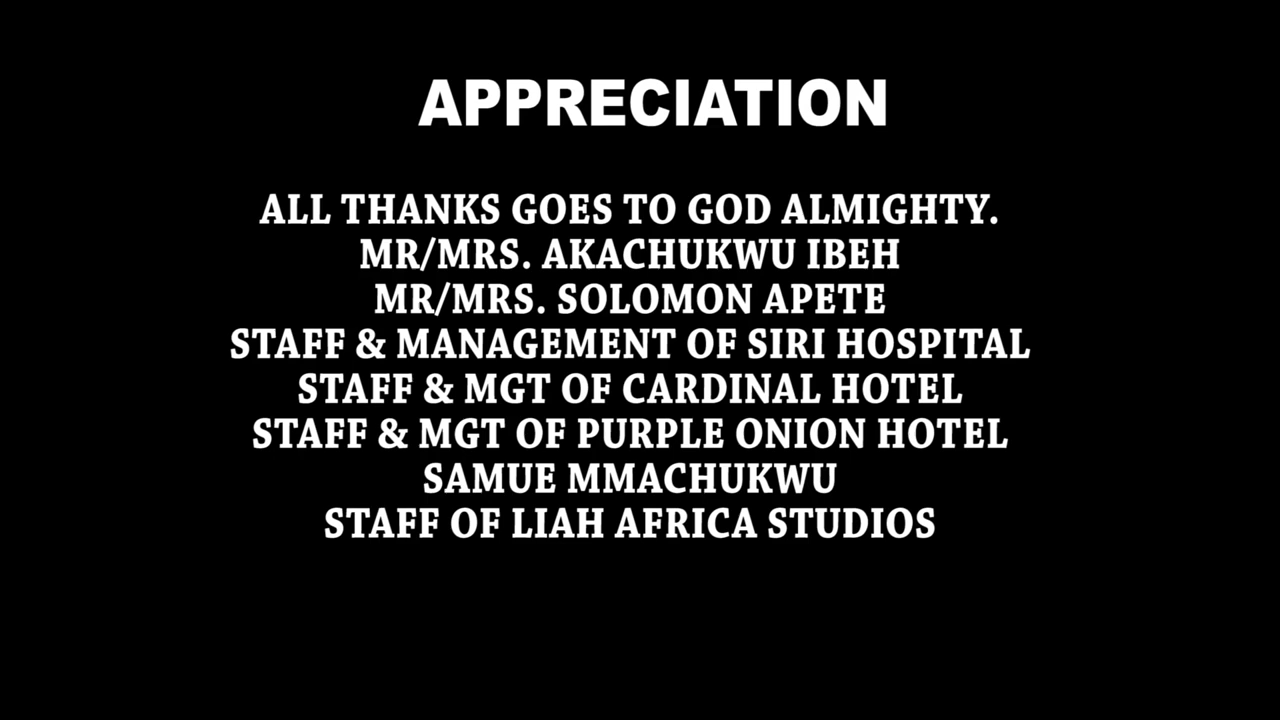 APPRECIATION
ALL THANKS GOES TO GOD ALMIGHTY.
MR/MRS. AKACHUKWU IBEH
MR/MRS. SOLOMON APETE
STAFF & MANAGEMENT OF SIRI HOSPITAL
STAFF & MGT OF CARDINAL HOTEL
STAFF & MGT OF PURPLE ONION HOTEL
SAMUE MMACHUKWU
STAFF OF LIAH AFRICA STUDIOS